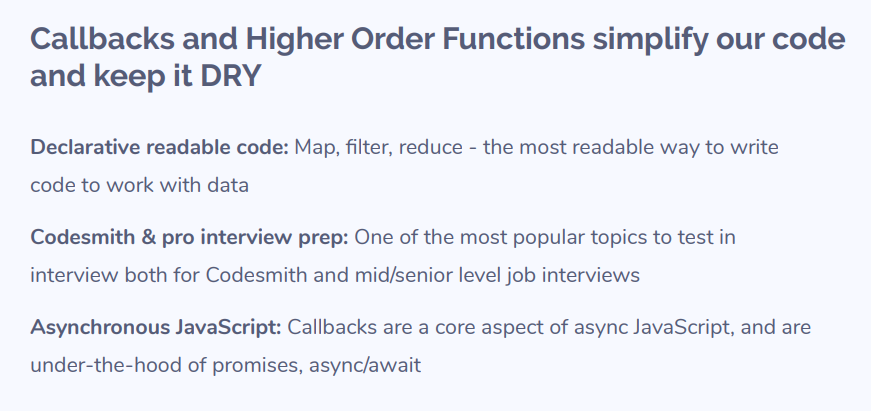 Callbacks and Higher Order Functions simplify our code
and keep it DRY
Declarative readable code: Map, filter, reduce - the most readable way to write
code to work with data
Codesmith & pro interview prep: One of the most popular topics to test in
interview both for Codesmith and mid/senior level job interviews
Asynchronous JavaScript: Callbacks are a core aspect of async JavaScript, and are
under-the-hood of promises, async/await